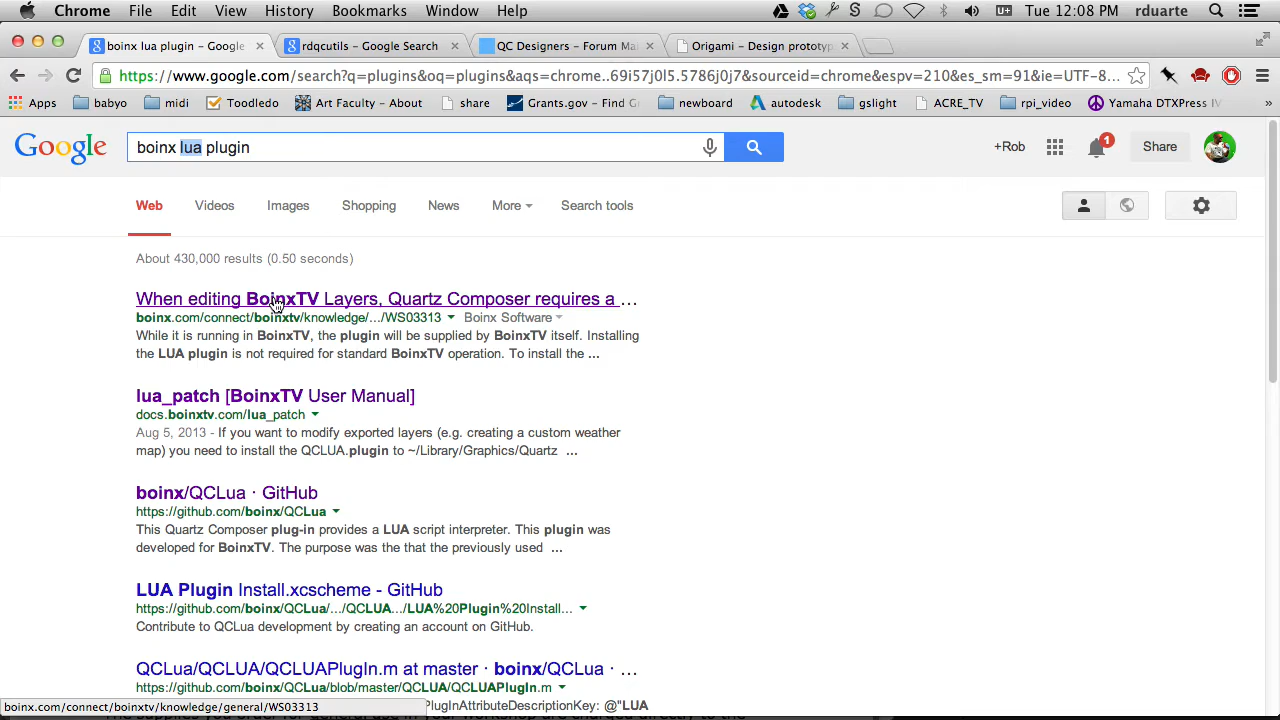 Chrome File Edit View History Bookmarks Window Help Tue 12:08 PM rduarte
boinx lua plugin – Google rdqcutils – Google Search QC Designers – Forum Ma Origami – Design prototyp
https://www.google.com/search?q=plugins&oq=plugins&aqs=chrome..69i57j0l5.5786j0j7&sourceid=chrome&espv=210&es_sm=91&ie=UTF-8...
Apps babyo midi Toodledo Art Faculty – About share Grants.gov – Find G newboard autodesk gslight ACRE_TV rpi_video Yamaha DTXPress IV »
Google boinx lua plugin +Rob 1 Share
Web Videos Images Shopping News More Search tools
About 430,000 results (0.50 seconds)
When editing BoinxTV Layers, Quartz Composer requires a ...
boinx.com/connect/boinxtv/knowledge/.../WS03313 Boinx Software
While it is running in BoinxTV, the plugin will be supplied by BoinxTV itself. Installing
the LUA plugin is not required for standard BoinxTV operation. To install the ...
lua_patch [BoinxTV User Manual]
docs.boinxtv.com/lua_patch
Aug 5, 2013 - If you want to modify exported layers (e.g. creating a custom weather
map) you need to install the QCLUA.plugin to ~/Library/Graphics/Quartz ...
boinx/QCLua · GitHub
https://github.com/boinx/QCLua
This Quartz Composer plug-in provides a LUA script interpreter. This plugin was
developed for BoinxTV. The purpose was the that the previously used ...
LUA Plugin Install.xcscheme - GitHub
https://github.com/boinx/QCLua/.../QCLUA.../LUA%20Plugin%20Install...
Contribute to QCLua development by creating an account on GitHub.
QCLua/QCLUA/QCLUAPlugIn.m at master · boinx/QCLua · ...
https://github.com/boinx/QCLua/blob/master/QCLUA/QCLUAPlugIn.m
PlugInAttributeDescriptionKey: @"LUA
boinx.com/connect/boinxtv/knowledge/general/WS03313